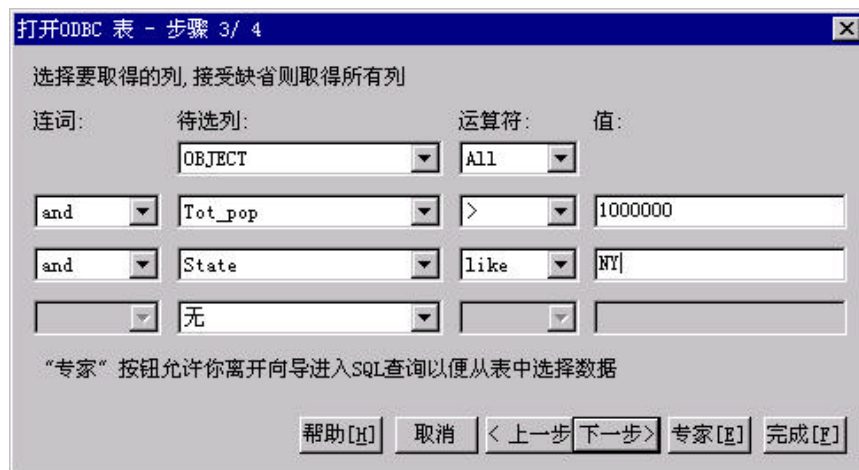 打开ODBC 表 - 步骤 3/ 4
选择要取得的列,接受缺省则取得所有列
连词: 待选列: 运算符: 值:
OBJECT All
and Tot_pop > 1000000
and State like NY
无
“专家”按钮允许你离开向导进入SQL查询以便从表中选择数据
帮助[H] 取消 < 上一步 下一步> 专家[E] 完成[F]